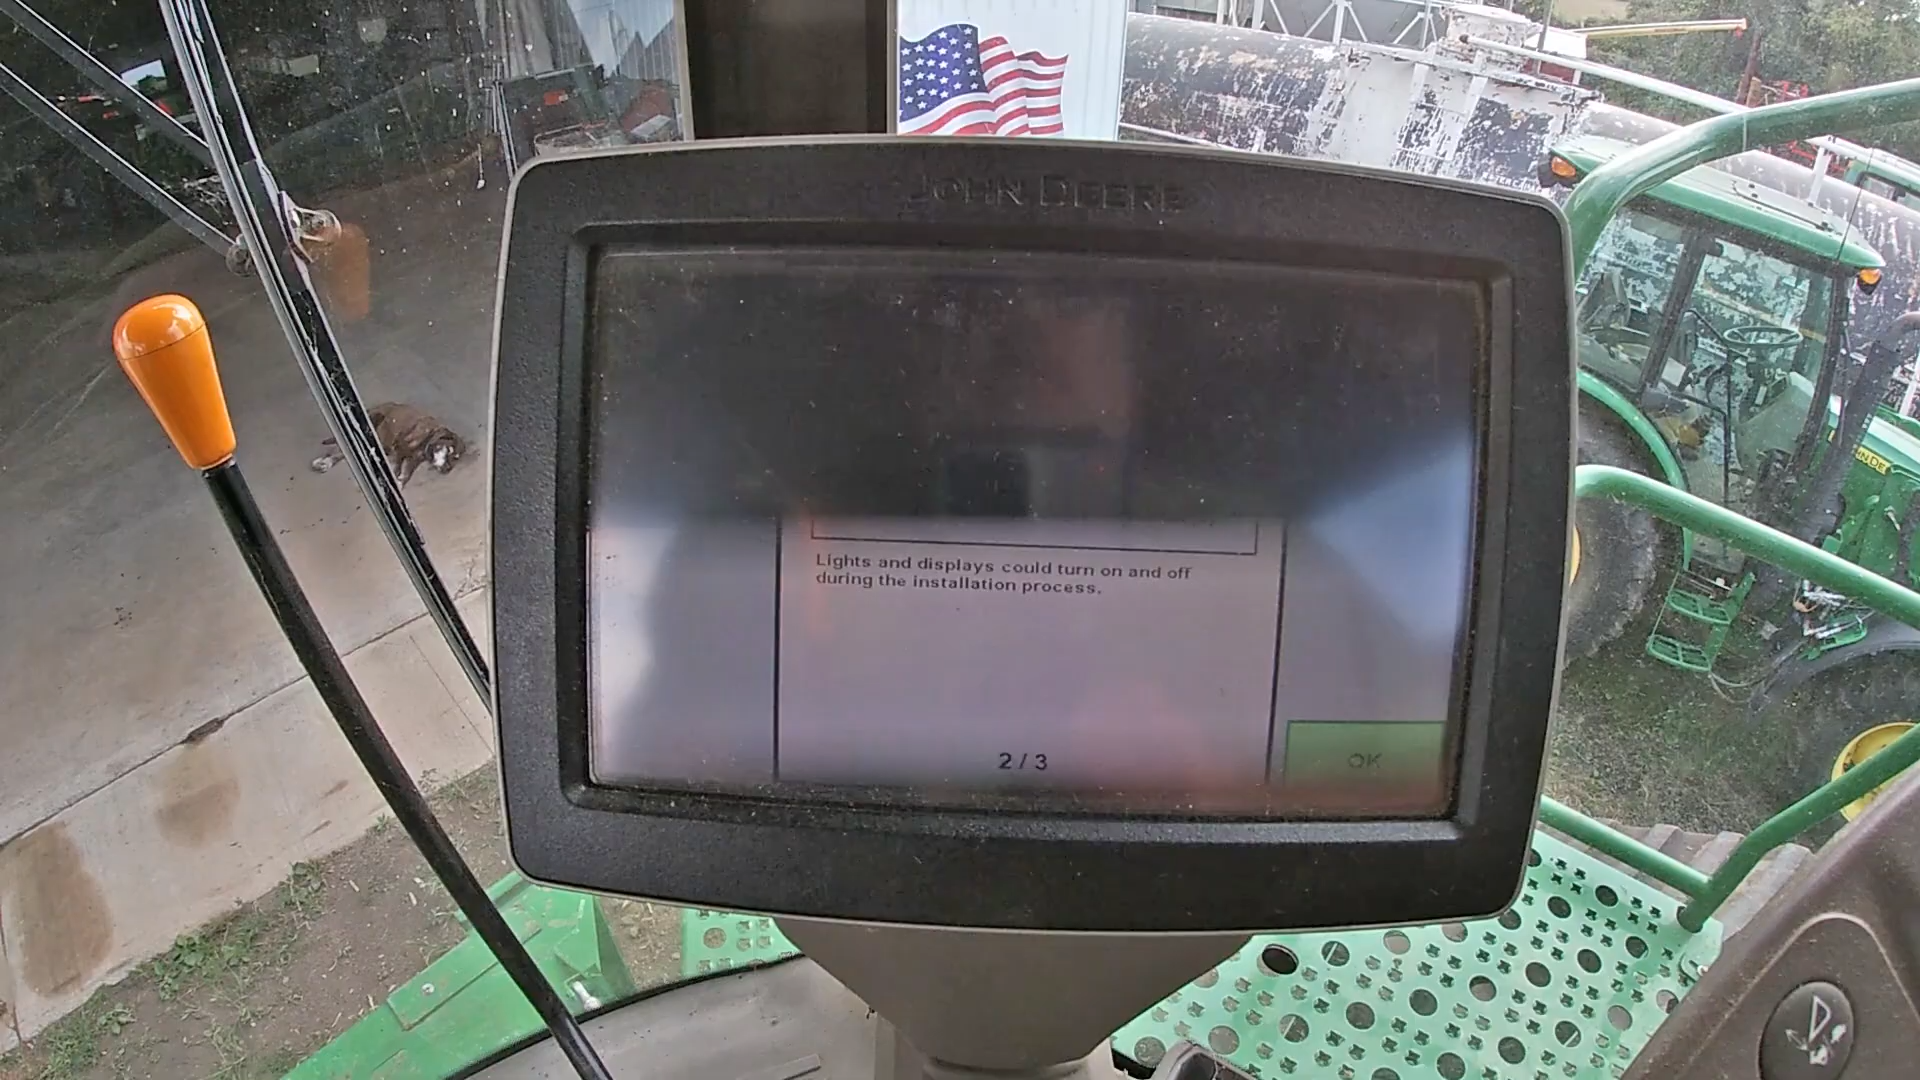 JOHN DEERE
Lights and displays could turn on and off
during the installation process.
2 / 3
OK